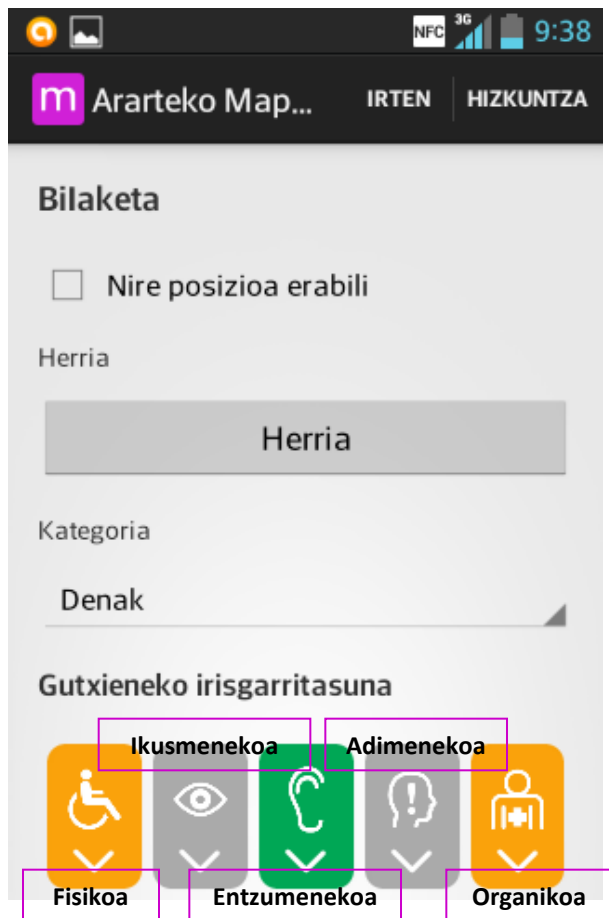 NFC 3G 9:38
m Ararteko Map... IRTEN HIZKUNTZA
Bilaketa
Nire posizioa erabili
Herria
Herria
Kategoria
Denak
Gutxieneko irisgarritasuna
Ikusmenekoa Adimenekoa
Fisikoa Entzumenekoa Organikoa